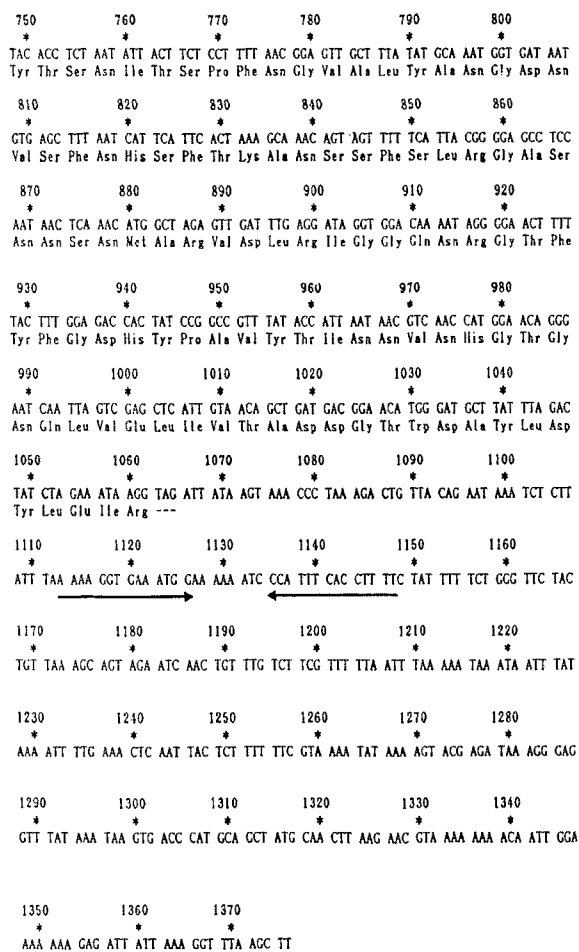 750 760 770 780 790 800
* * * * * *
TAC ACC TCT AAT ATT ACT TCT CCT TTT AAC GGA GTT GCT TTA TAT GCA AAT GGT GAT AAT
Tyr Thr Ser Asn Ile Thr Ser Pro Phe Asn Gly Val Ala Leu Tyr Ala Asn Gly Asp Asn
810 820 830 840 850 860
* * * * * *
GTG AGC TTT AAT CAT TCA TTC ACT AAA GCA AAC AGT AGT TTT TCA TTA CGG GGA GCC TCC
Val Ser Phe Asn His Ser Phe Thr Lys Ala Asn Ser Ser Phe Ser Leu Arg Gly Ala Ser
870 880 890 900 910 920
* * * * * *
AAT AAC TCA AAC ATG GCT AGA GTT GAT TTG AGG ATA GGT GGA CAA AAT AGG GGA ACT TTT
Asn Asn Ser Asn Met Ala Arg Val Asp Leu Arg Ile Gly Gly Gln Asn Arg Gly Thr Phe
930 940 950 960 970 980
* * * * * *
TAC TTT GGA GAC CAC TAT CCG GCC GTT TAT ACC ATT AAT AAC GTC AAC CAT GGA ACA GGG
Tyr Phe Gly Asp His Tyr Pro Ala Val Tyr Thr Ile Asn Asn Val Asn His Gly Thr Gly
990 1000 1010 1020 1030 1040
* * * * * *
AAT CAA TTA GTC GAG CTC ATT GTA ACA GCT GAT GAC GGA ACA TGG GAT GCT TAT TTA GAC
Asn Gln Leu Val Glu Leu Ile Val Thr Ala Asp Asp Gly Thr Trp Asp Ala Tyr Leu Asp
1050 1060 1070 1080 1090 1100
* * * * * *
TAT CTA GAA ATA AGG TAG ATT ATA AGT AAA CCC TAA AGA CTG TTA CAG AAT AAA TCT CTT
Tyr Leu Glu Ile Arg ---
1110 1120 1130 1140 1150 1160
* * * * * *
ATT TAA AAA GGT GAA ATG GAA AAA ATC CCA TTT CAC CTT TTC TAT TTT TCT GGG TTC TAC
1170 1180 1190 1200 1210 1220
* * * * * *
TGT TAA AGC AGT AGA ATC AAC TGT TTG TCT TCG TTT TTA ATT TAA AAA TAA ATA ATT TAT
1230 1240 1250 1260 1270 1280
* * * * * *
AAA ATT TTG AAA CTC AAT TAC TCT TTT TTC GTA AAA TAT AAA AGT ACG AGA TAA AGG GAG
1290 1300 1310 1320 1330 1340
* * * * * *
GTT TAT AAA TAA GTG ACC CAT GCA GCT ATG CAA CTT AAG AAC GTA AAA AAA ACA ATT GGA
1350 1360 1370
* * *
AAA AAA GAG ATT ATT AAA GGT TTA AGC TT